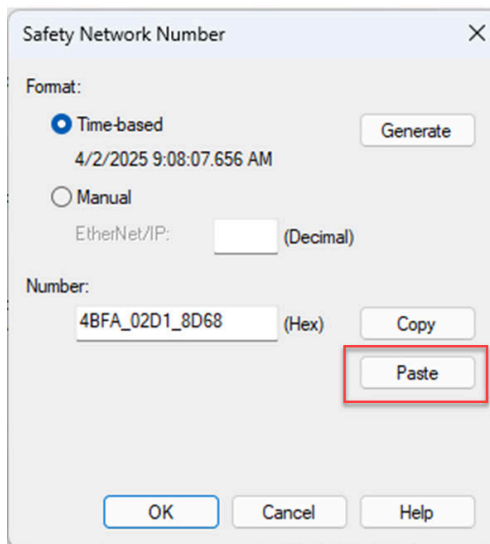 Safety Network Number
Format:
Time-based
Generate
4/2/2025 9:08:07.656 AM
Manual
EtherNet/IP:
(Decimal)
Number:
4BFA_02D1_8D68
(Hex)
Copy
Paste
OK
Cancel
Help